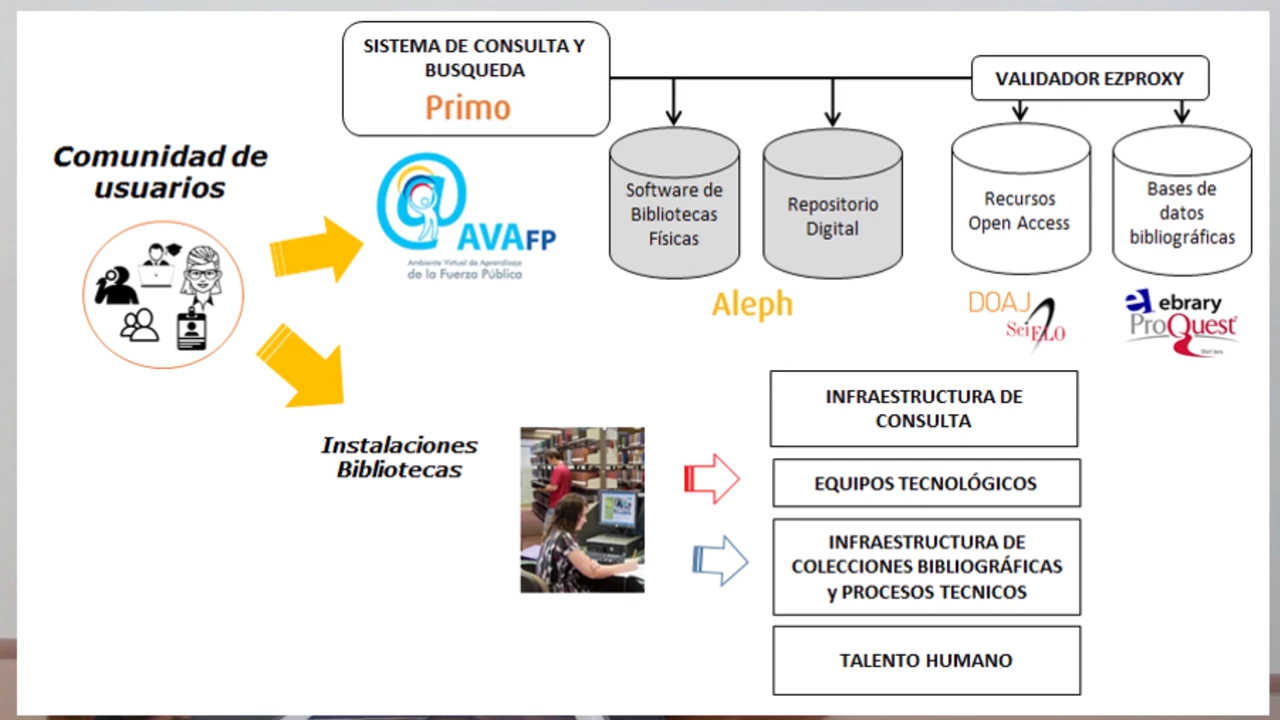 SISTEMA DE CONSULTA Y
BUSQUEDA
Primo
VALIDADOR EZPROXY
Comunidad de
usuarios
AVAFP
Ambiente Virtual de Aprendizaje
de la Fuerza Pública
Software de
Bibliotecas
Físicas
Repositorio
Digital
Aleph
Recursos
Open Access
Bases de
datos
bibliográficas
DOAJ
SciELO
ebrary
ProQuest
Start here.
Instalaciones
Bibliotecas
INFRAESTRUCTURA DE
CONSULTA
EQUIPOS TECNOLÓGICOS
INFRAESTRUCTURA DE
COLECCIONES BIBLIOGRÁFICAS
y PROCESOS TECNICOS
TALENTO HUMANO